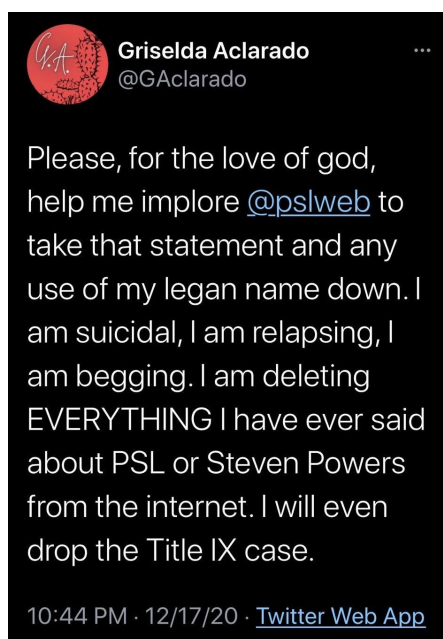 G.A.
Griselda Aclarado
@GAclarado
Please, for the love of god,
help me implore @pslweb to
take that statement and any
use of my legan name down. I
am suicidal, I am relapsing, I
am begging. I am deleting
EVERYTHING I have ever said
about PSL or Steven Powers
from the internet. I will even
drop the Title IX case.
10:44 PM · 12/17/20 · Twitter Web App